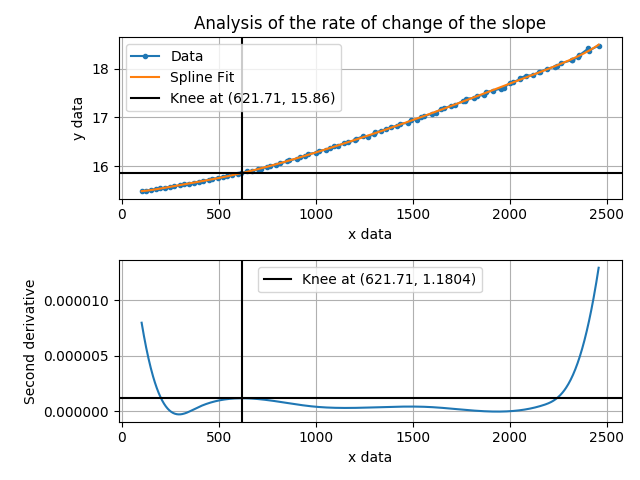 Analysis of the rate of change of the slope
Data
Spline Fit
Knee at (621.71, 15.86)
18
17
16
y data
0 500 1000 1500 2000 2500
x data
Knee at (621.71, 1.1804)
0.000010
0.000005
0.000000
Second derivative
0 500 1000 1500 2000 2500
x data